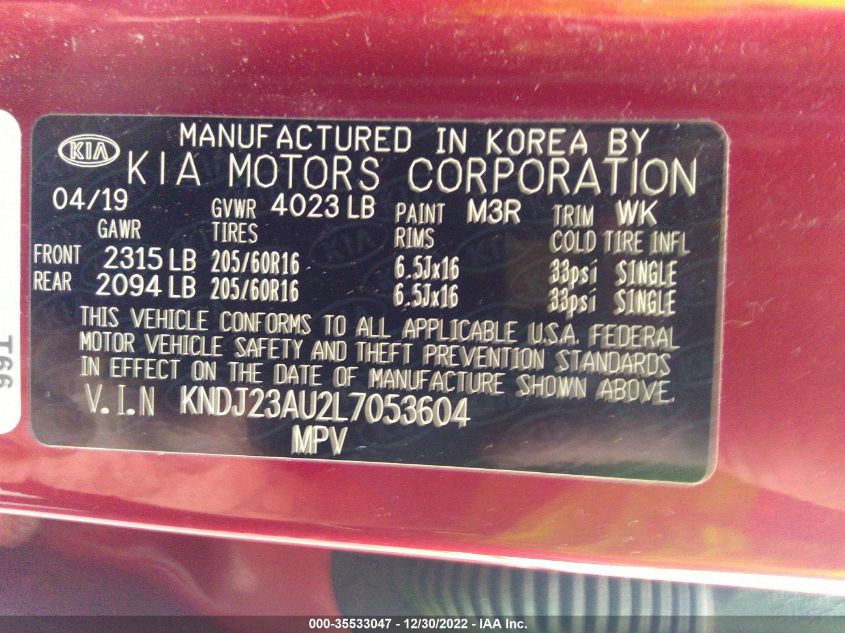 KIA
MANUFACTURED IN KOREA BY
KIA MOTORS CORPORATION
04/19 GVWR 4023 LB PAINT M3R TRIM WK
GAWR TIRES RIMS COLD TIRE INFL
FRONT 2315 LB 205/60R16 6.5Jx16 33psi SINGLE
REAR 2094 LB 205/60R16 6.5Jx16 33psi SINGLE
THIS VEHICLE CONFORMS TO ALL APPLICABLE U.S.A. FEDERAL
MOTOR VEHICLE SAFETY AND THEFT PREVENTION STANDARDS
IN EFFECT ON THE DATE OF MANUFACTURE SHOWN ABOVE.
V.I.N KNDJ23AU2L7053604
MPV
T66
000-35533047 - 12/30/2022 - IAA Inc.